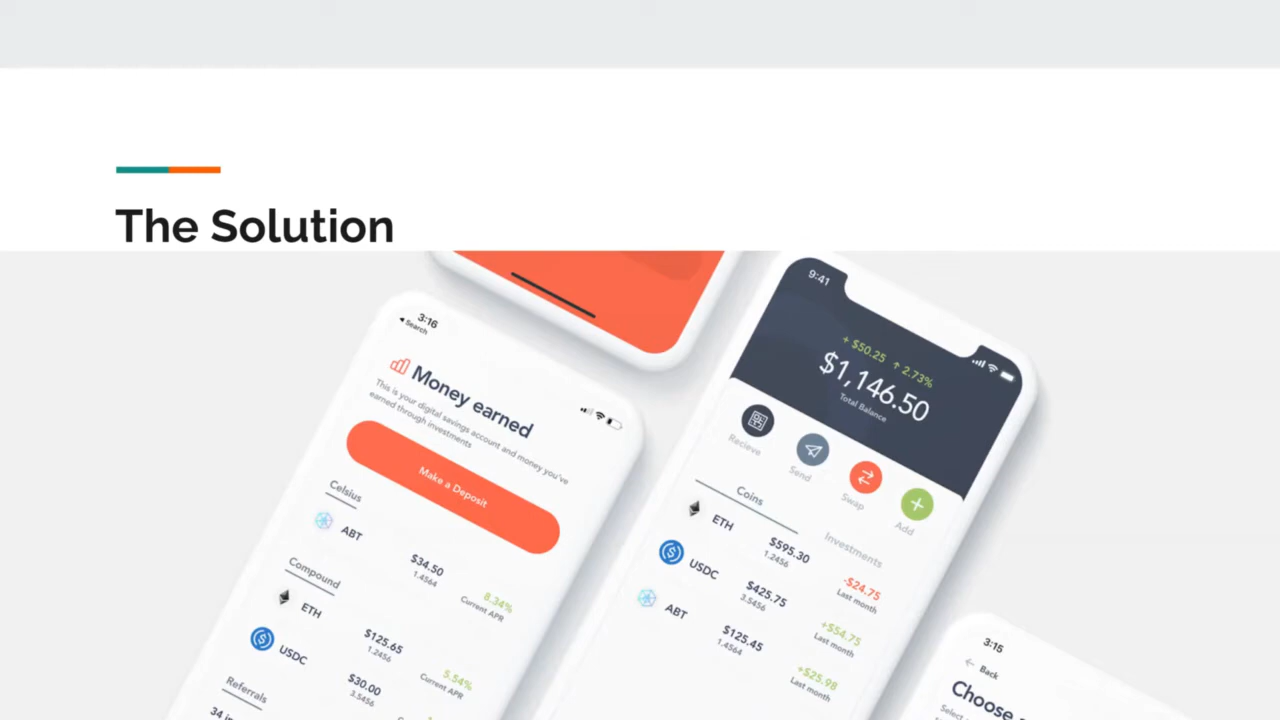 The Solution
3:16
Search
Money earned
This is your digital savings account and money you've
earned through investments
Make a Deposit
Celsius
ABT
$34.50
1.4564
8.34%
Current APR
Compound
ETH
$125.65
1.2456
5.54%
Current APR
USDC
$30.00
3.5456
Referrals
34 in
9:41
+ $50.25 ↑ 2.73%
$1,146.50
Total Balance
Recieve
Send
Swap
Add
Coins
Investments
ETH
$595.30
1.2456
-$24.75
Last month
USDC
$425.75
3.5456
+$54.75
Last month
ABT
$125.45
1.4564
+$25.98
Last month
3:15
← Back
Choose
Select